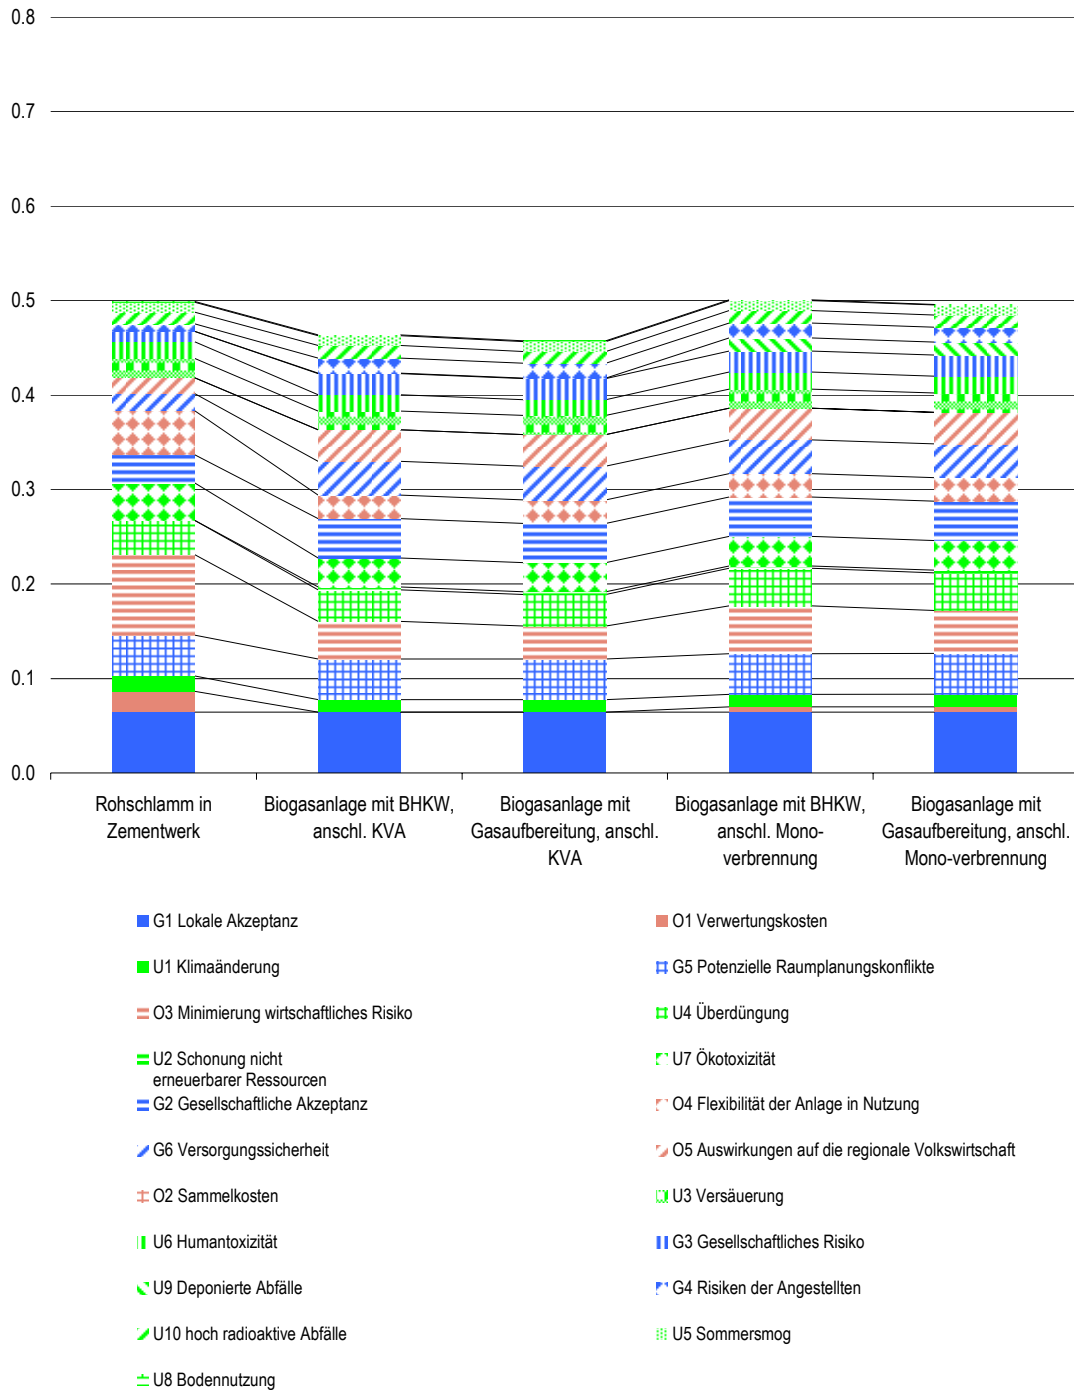 0.8
0.7
0.6
0.5
0.4
0.3
0.2
0.1
0.0
Rohschlamm in
Zementwerk
Biogasanlage mit BHKW,
anschl. KVA
Biogasanlage mit
Gasaufbereitung, anschl.
KVA
Biogasanlage mit BHKW,
anschl. Mono-
verbrennung
Biogasanlage mit
Gasaufbereitung, anschl.
Mono-verbrennung
G1 Lokale Akzeptanz
O1 Verwertungskosten
U1 Klimaänderung
G5 Potenzielle Raumplanungskonflikte
O3 Minimierung wirtschaftliches Risiko
U4 Überdüngung
U2 Schonung nicht
erneuerbarer Ressourcen
U7 Ökotoxizität
G2 Gesellschaftliche Akzeptanz
O4 Flexibilität der Anlage in Nutzung
G6 Versorgungssicherheit
O5 Auswirkungen auf die regionale Volkswirtschaft
O2 Sammelkosten
U3 Versäuerung
U6 Humantoxizität
G3 Gesellschaftliches Risiko
U9 Deponierte Abfälle
G4 Risiken der Angestellten
U10 hoch radioaktive Abfälle
U5 Sommersmog
U8 Bodennutzung